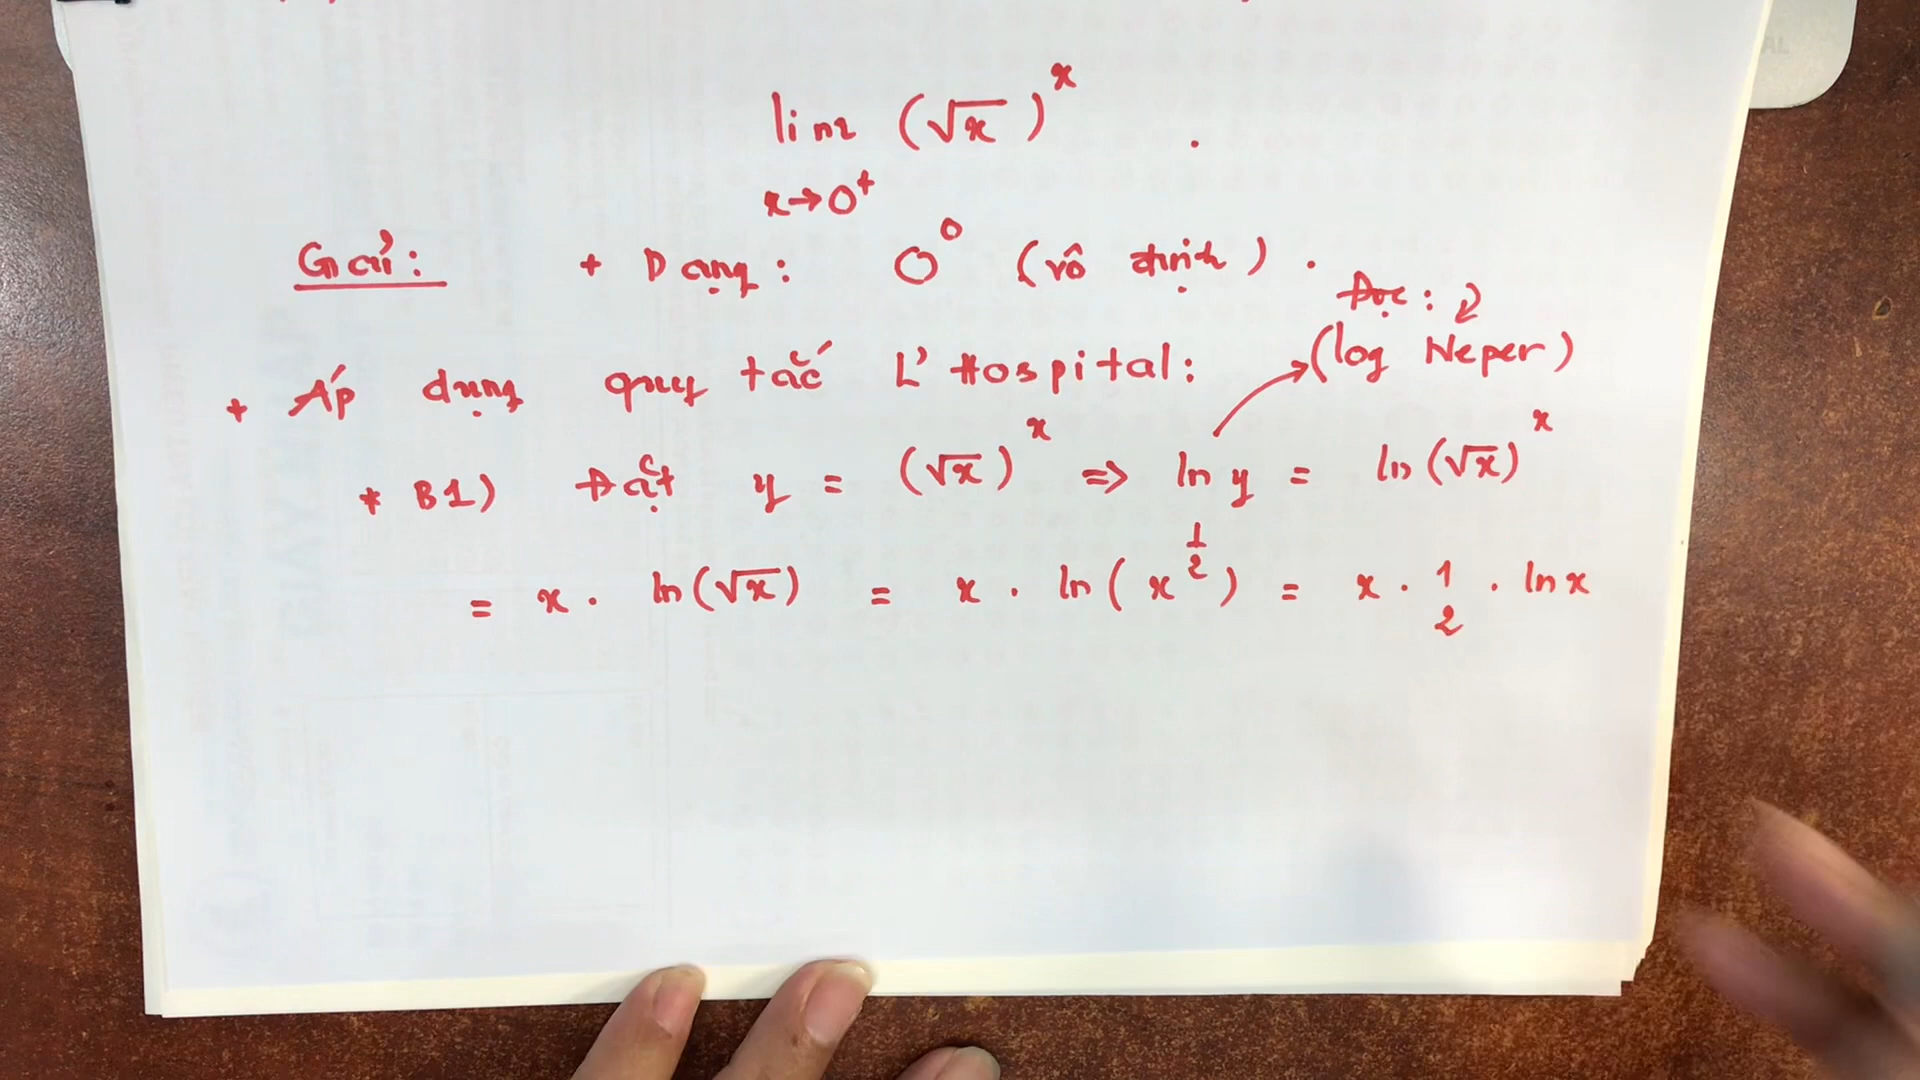 lim (√x)^x .
x→0⁺
Giải: + Dạng: 0⁰ (vô định) .
Đọc:
+ Áp dụng quy tắc L'Hospital: (log Neper)
* B1) Đặt y = (√x)^x => ln y = ln(√x)^x
= x . ln(√x) = x . ln(x^(1/2)) = x . 1/2 . ln x